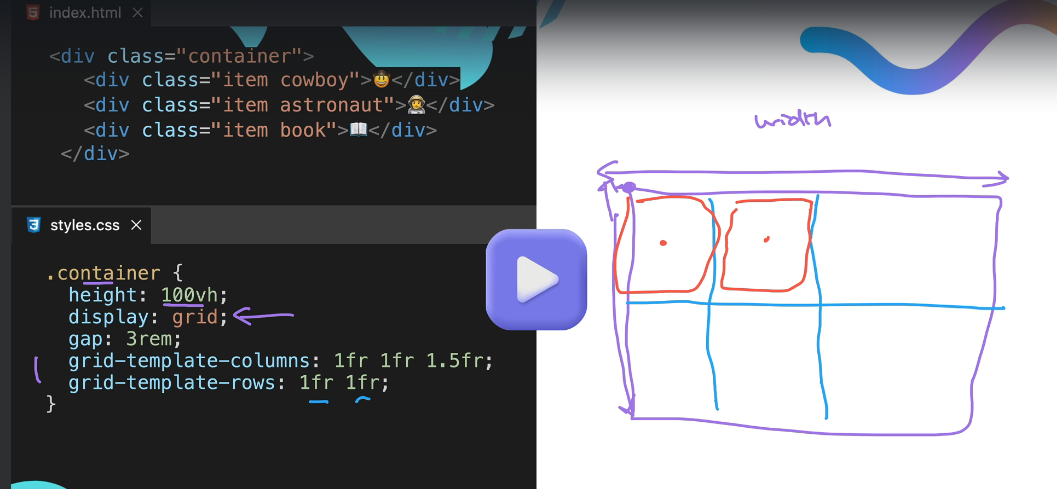 index.html ×
<div class="container">
<div class="item cowboy">🤠</div>
<div class="item astronaut">👩‍🚀</div>
<div class="item book">📖</div>
</div>
styles.css ×
.container {
height: 100vh;
display: grid;
gap: 3rem;
grid-template-columns: 1fr 1fr 1.5fr;
grid-template-rows: 1fr 1fr;
}
width